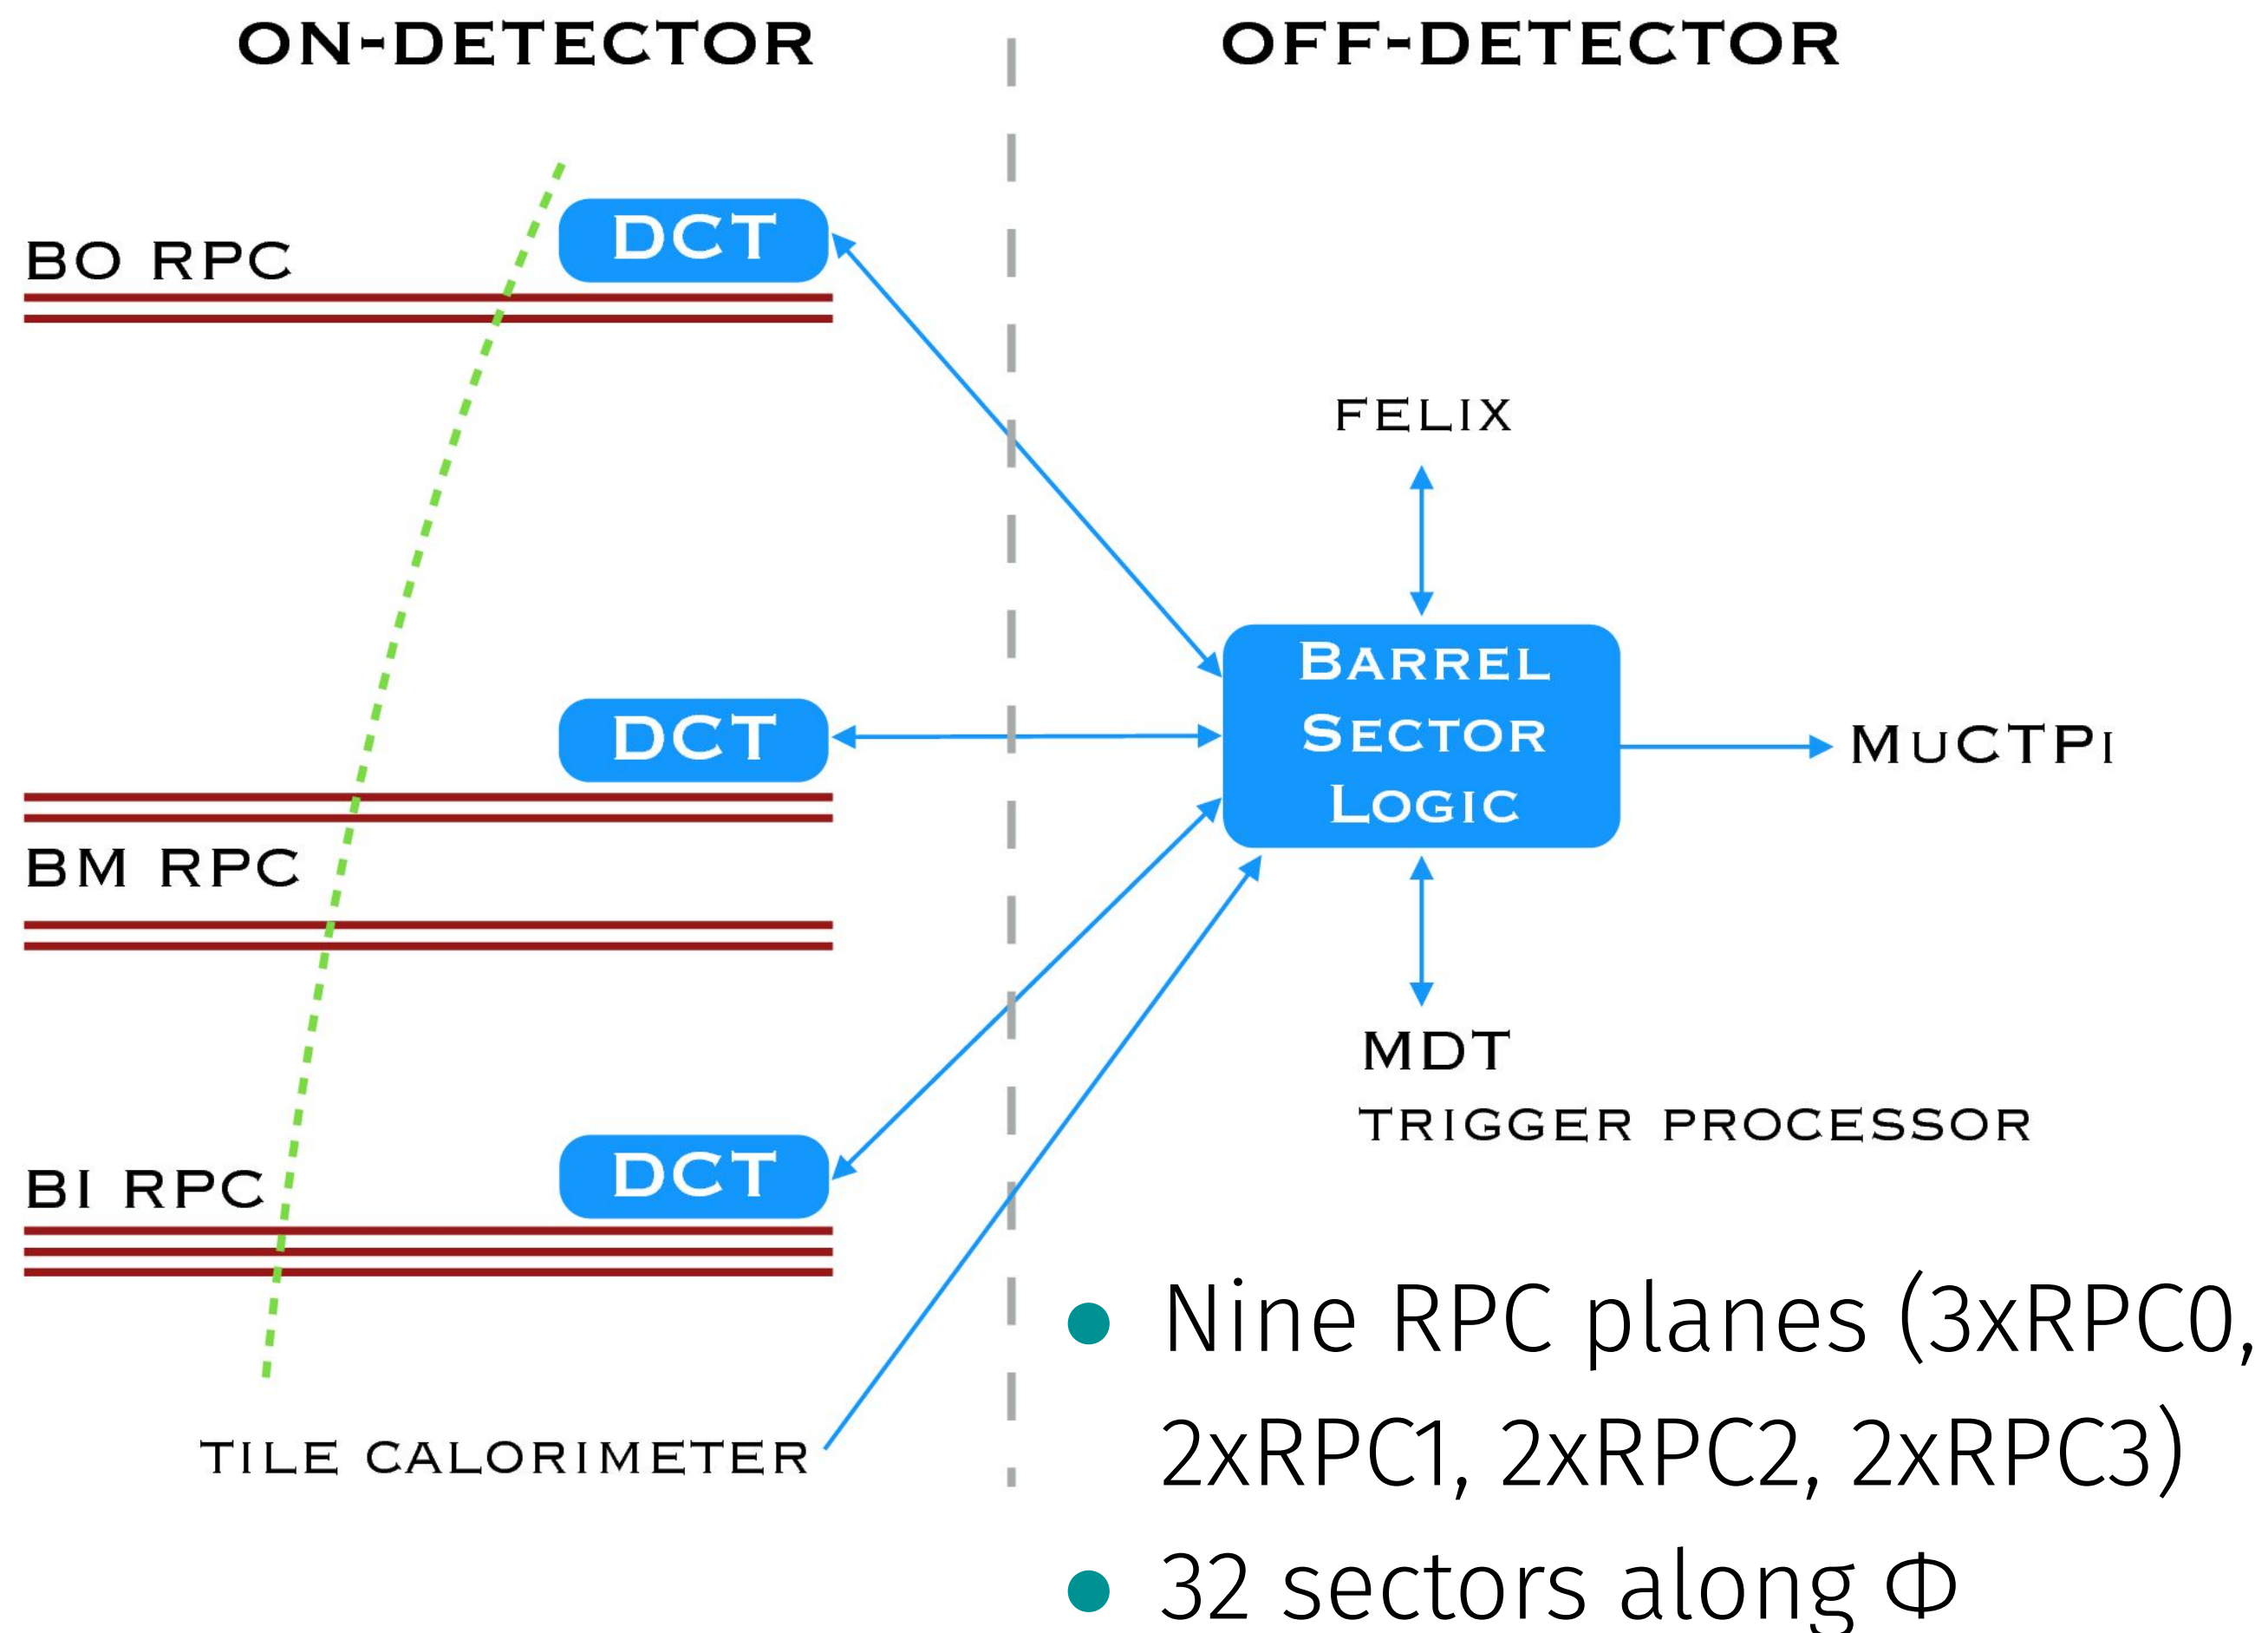 ON-DETECTOR
OFF-DETECTOR
DCT
BO RPC
FELIX
BARREL
SECTOR
LOGIC
DCT
MUCTPI
BM RPC
MDT
TRIGGER PROCESSOR
DCT
BI RPC
TILE CALORIMETER
● Nine RPC planes (3xRPC0,
2xRPC1, 2xRPC2, 2xRPC3)
● 32 sectors along Φ